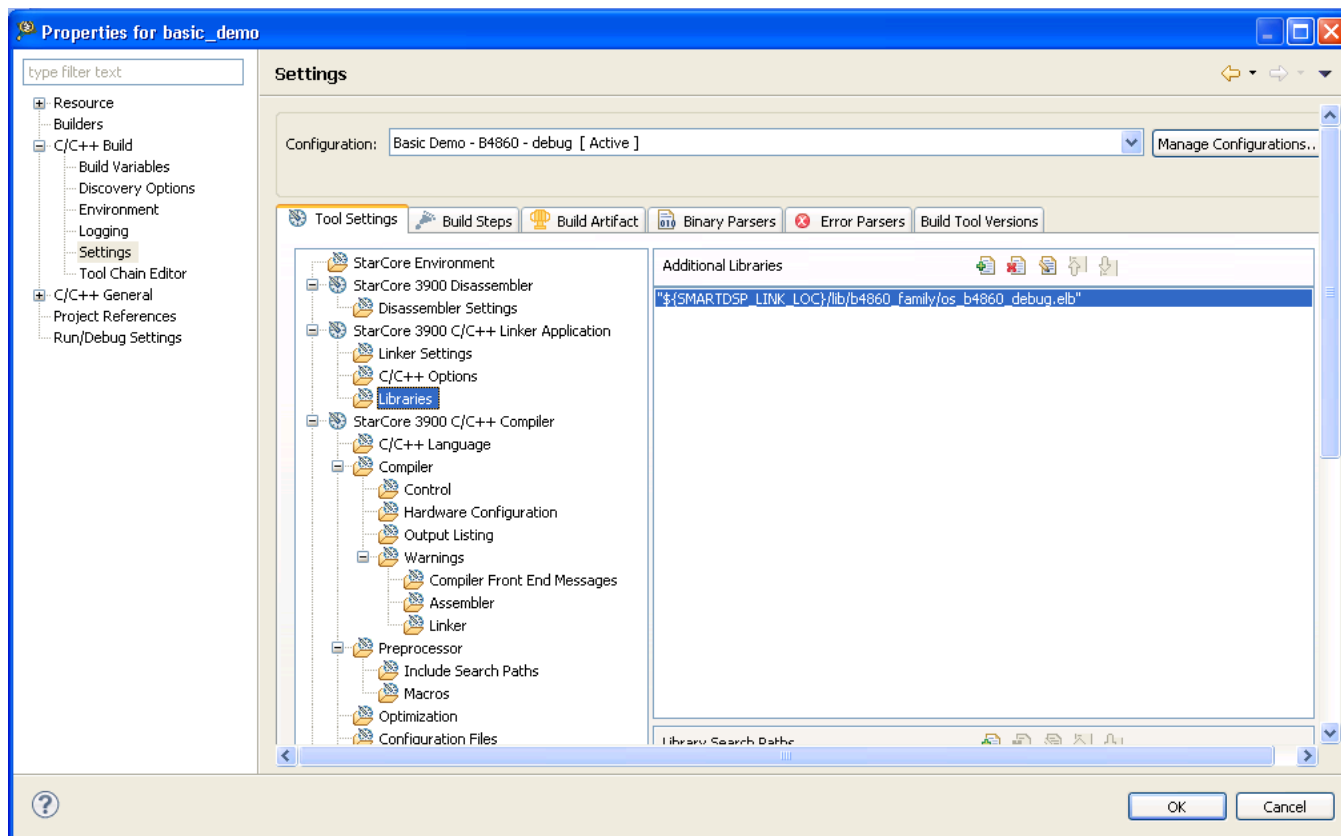 Properties for basic_demo
type filter text
Settings
Resource
Builders
C/C++ Build
Build Variables
Discovery Options
Environment
Logging
Settings
Tool Chain Editor
C/C++ General
Project References
Run/Debug Settings
Configuration: Basic Demo - B4860 - debug [ Active ] Manage Configurations..
Tool Settings Build Steps Build Artifact Binary Parsers Error Parsers Build Tool Versions
StarCore Environment
StarCore 3900 Disassembler
Disassembler Settings
StarCore 3900 C/C++ Linker Application
Linker Settings
C/C++ Options
Libraries
StarCore 3900 C/C++ Compiler
C/C++ Language
Compiler
Control
Hardware Configuration
Output Listing
Warnings
Compiler Front End Messages
Assembler
Linker
Preprocessor
Include Search Paths
Macros
Optimization
Configuration Files
Additional Libraries
"${SMARTDSP_LINK_LOC}/lib/b4860_family/os_b4860_debug.elb"
Library Search Paths
OK Cancel